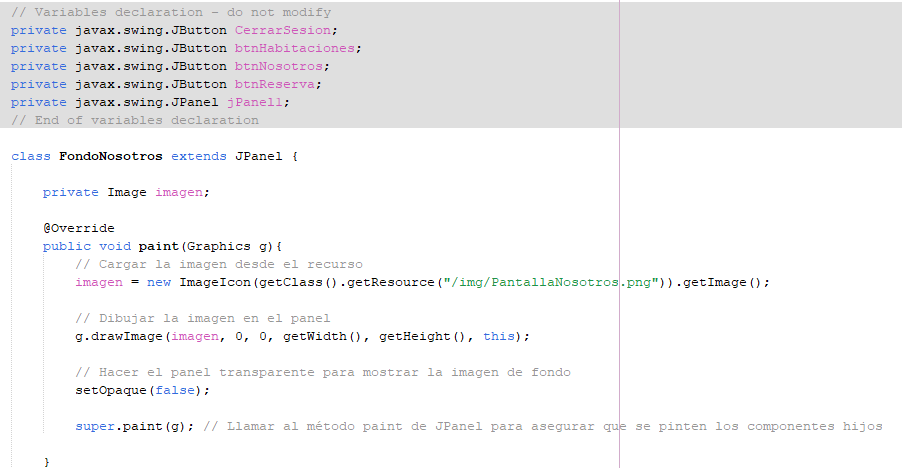 // Variables declaration - do not modify
private javax.swing.JButton CerrarSesion;
private javax.swing.JButton btnHabitaciones;
private javax.swing.JButton btnNosotros;
private javax.swing.JButton btnReserva;
private javax.swing.JPanel jPanel1;
// End of variables declaration
class FondoNosotros extends JPanel {
private Image imagen;
@Override
public void paint(Graphics g){
// Cargar la imagen desde el recurso
imagen = new ImageIcon(getClass().getResource("/img/PantallaNosotros.png")).getImage();
// Dibujar la imagen en el panel
g.drawImage(imagen, 0, 0, getWidth(), getHeight(), this);
// Hacer el panel transparente para mostrar la imagen de fondo
setOpaque(false);
super.paint(g); // Llamar al método paint de JPanel para asegurar que se pinten los componentes hijos
}